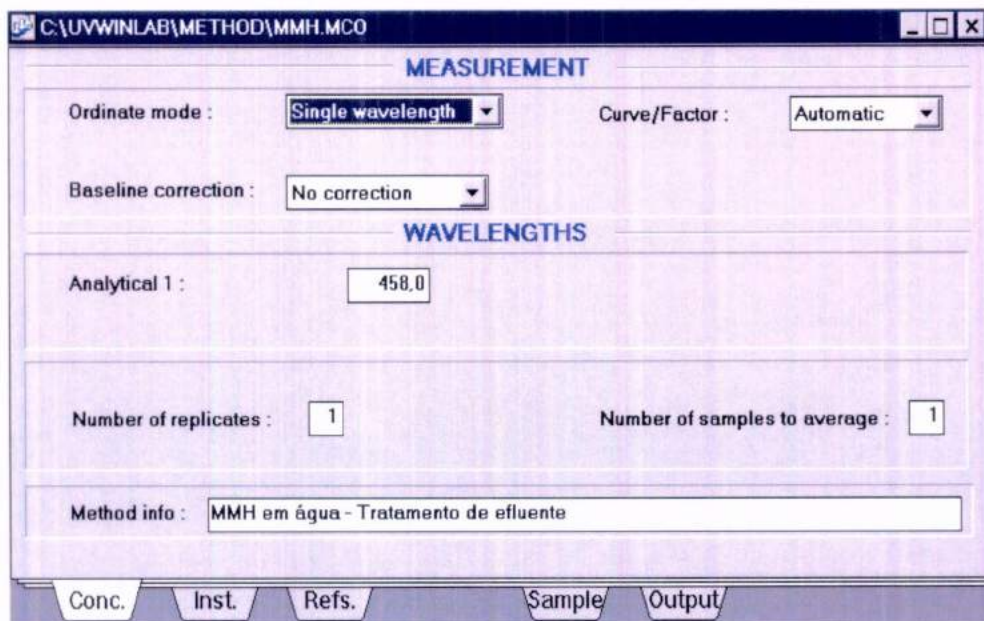 C:\UVWINLAB\METHOD\MMH.MCO
MEASUREMENT
Ordinate mode : Single wavelength Curve/Factor : Automatic
Baseline correction : No correction
WAVELENGTHS
Analytical 1 : 458,0
Number of replicates : 1 Number of samples to average : 1
Method info : MMH em água - Tratamento de efluente
Conc. Inst. Refs. Sample Output